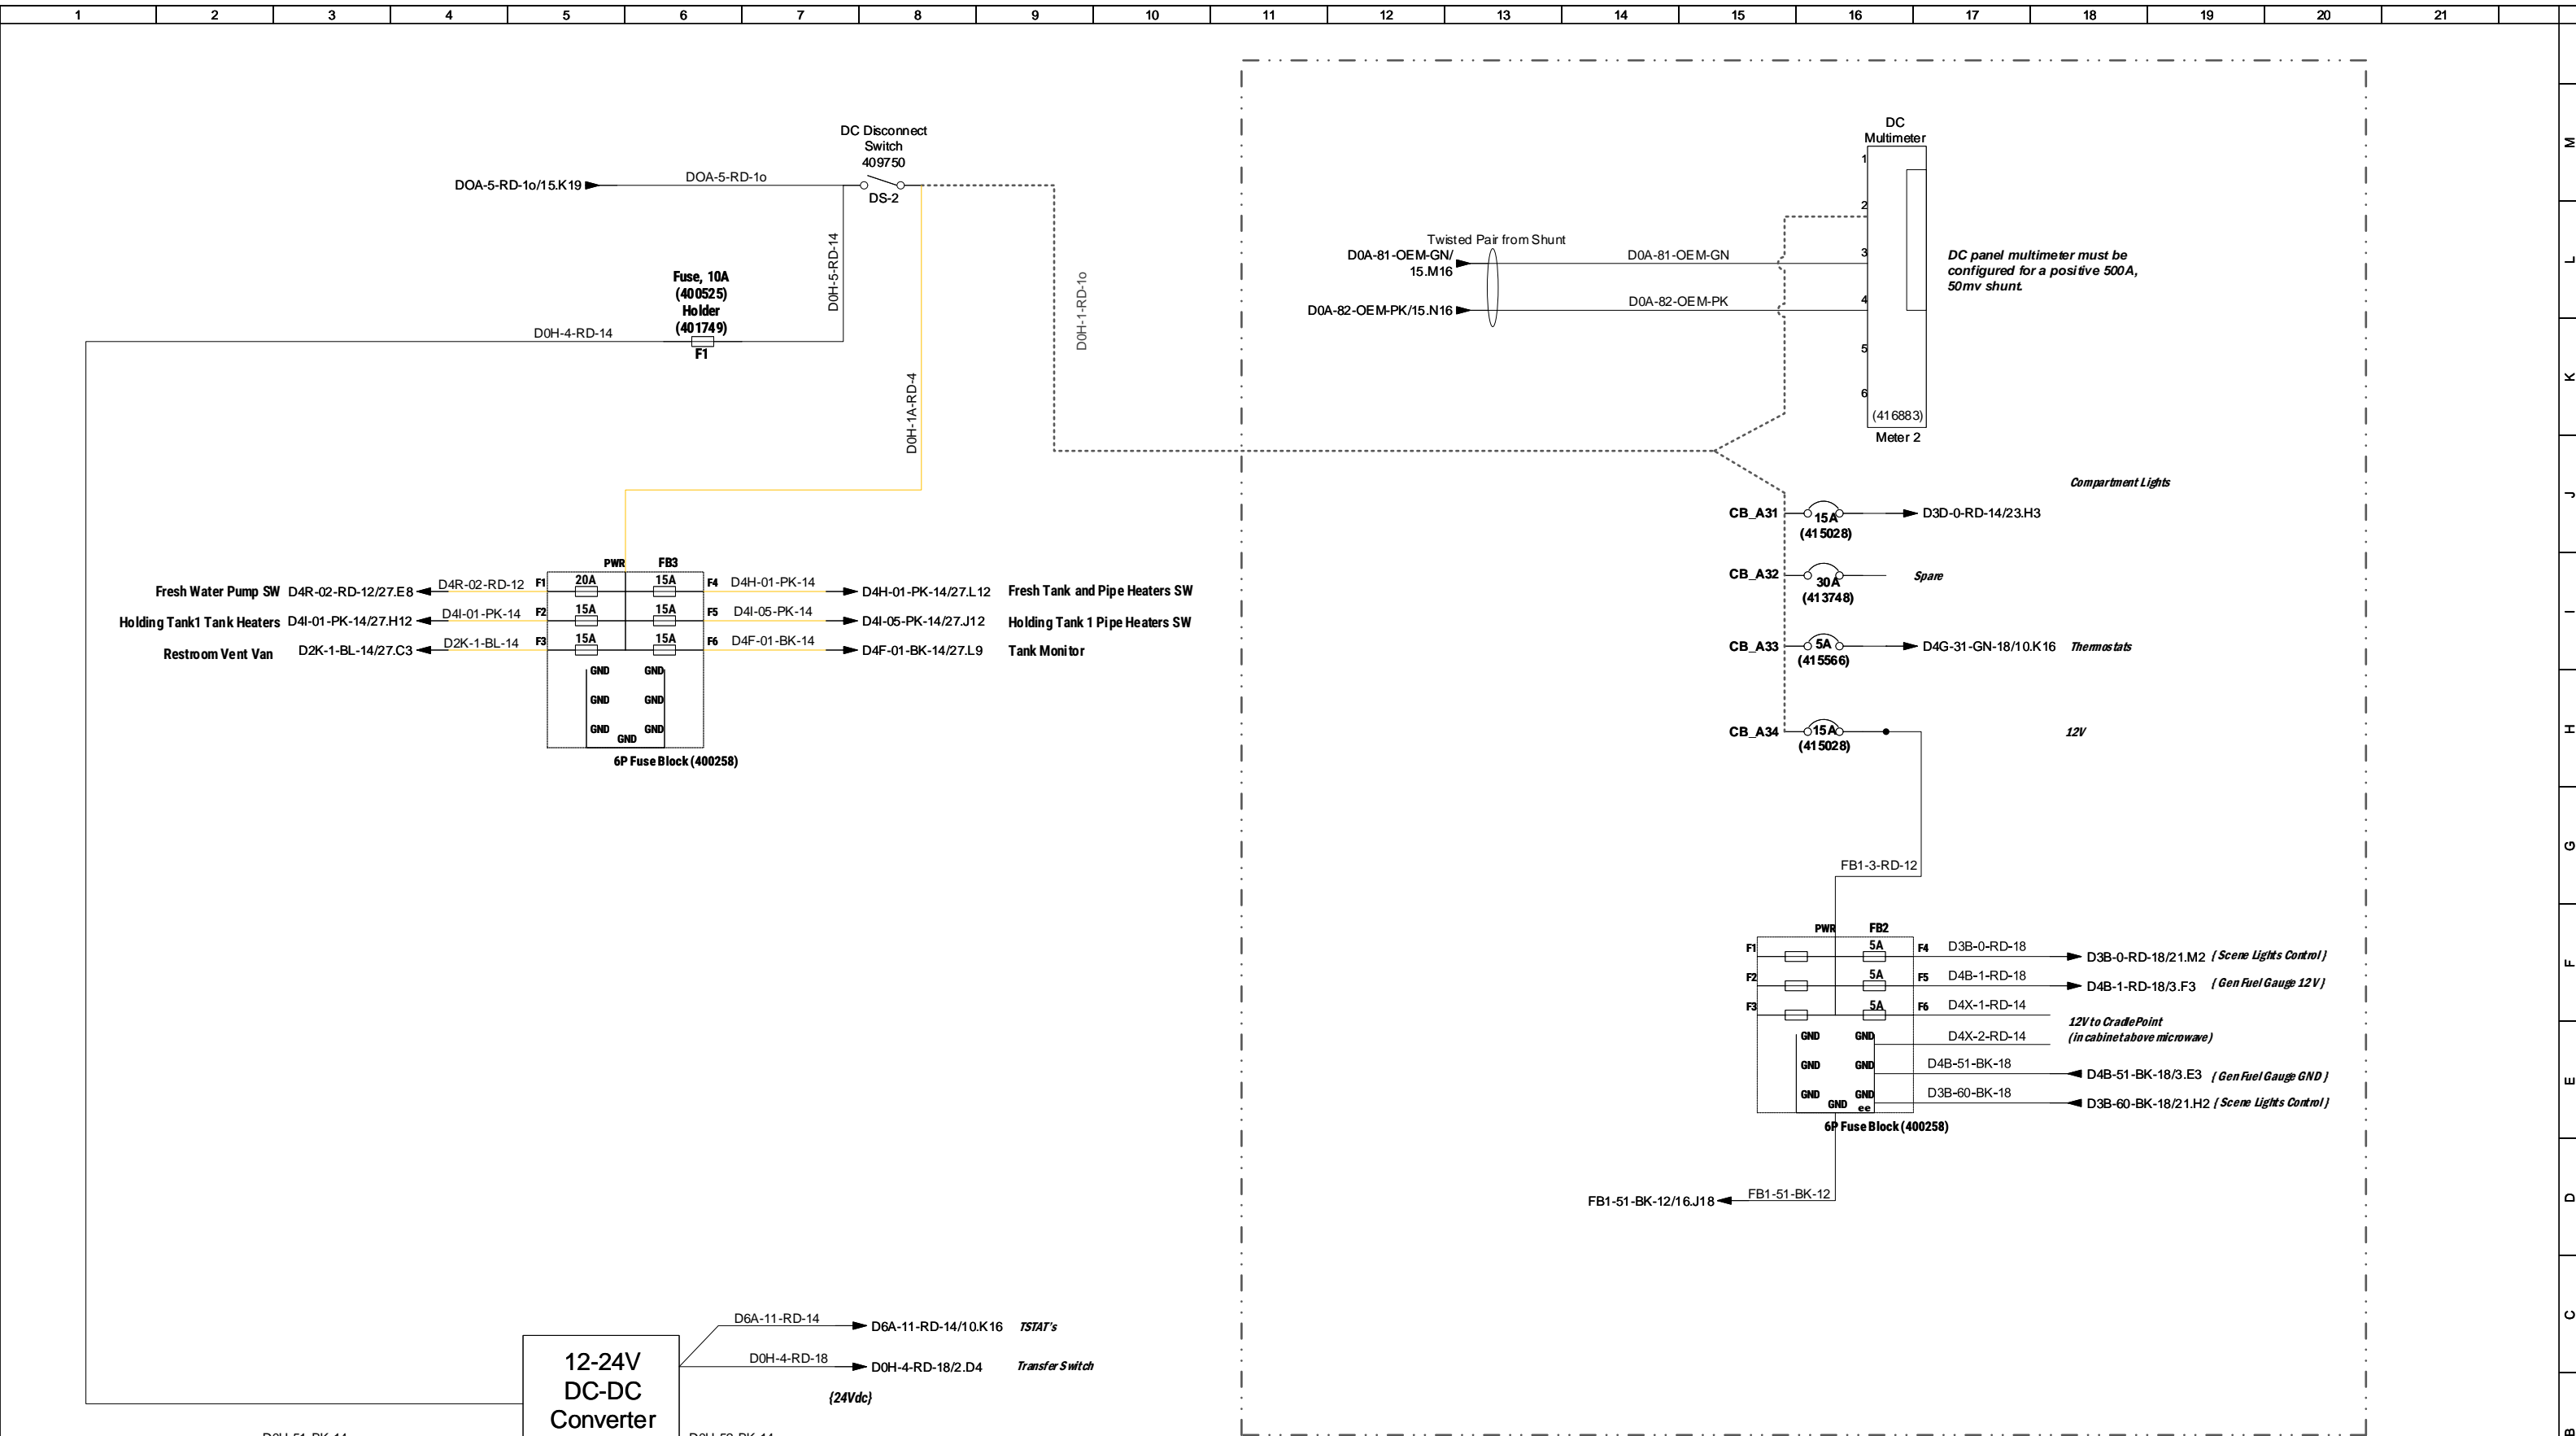 1 2 3 4 5 6 7 8 9 10 11 12 13 14 15 16 17 18 19 20 21
M
L
K
J
I
H
G
F
E
D
C
B
DC Disconnect
Switch
409750
DOA-5-RD-1o/15.K19
DOA-5-RD-1o
DS-2
D0H-5-RD-14
Fuse, 10A
(400525)
Holder
(401749)
F1
D0H-4-RD-14
D0H-1A-RD-4
D0H-1-RD-1o
PWR FB3
Fresh Water Pump SW D4R-02-RD-12/27.E8 D4R-02-RD-12 F1 20A 15A F4 D4H-01-PK-14 D4H-01-PK-14/27.L12 Fresh Tank and Pipe Heaters SW
Holding Tank1 Tank Heaters D4I-01-PK-14/27.H12 D4I-01-PK-14 F2 15A 15A F5 D4I-05-PK-14 D4I-05-PK-14/27.J12 Holding Tank 1 Pipe Heaters SW
Restroom Vent Van D2K-1-BL-14/27.C3 D2K-1-BL-14 F3 15A 15A F6 D4F-01-BK-14 D4F-01-BK-14/27.L9 Tank Monitor
GND GND
GND GND
GND GND
GND
6P Fuse Block (400258)
D6A-11-RD-14 D6A-11-RD-14/10.K16 TSTAT's
D0H-4-RD-18 D0H-4-RD-18/2.D4 Transfer Switch
{24Vdc}
12-24V
DC-DC
Converter
DC
Multimeter
1
2
3
4
5
6
(416883)
Meter 2
Twisted Pair from Shunt
D0A-81-OEM-GN/
15.M16
D0A-81-OEM-GN
D0A-82-OEM-PK/15.N16
D0A-82-OEM-PK
DC panel multimeter must be
configured for a positive 500A,
50mv shunt.
Compartment Lights
CB_A31 15A D3D-0-RD-14/23.H3
(415028)
CB_A32 30A Spare
(413748)
CB_A33 5A D4G-31-GN-18/10.K16 Thermostats
(415566)
CB_A34 15A 12V
(415028)
FB1-3-RD-12
PWR FB2
F1 5A F4 D3B-0-RD-18 D3B-0-RD-18/21.M2 { Scene Lights Control }
F2 5A F5 D4B-1-RD-18 D4B-1-RD-18/3.F3 { Gen Fuel Gauge 12V }
F3 5A F6 D4X-1-RD-14
12V to CradlePoint
(in cabinet above microwave)
GND GND D4X-2-RD-14
GND GND D4B-51-BK-18 D4B-51-BK-18/3.E3 { Gen Fuel Gauge GND }
GND GND D3B-60-BK-18 D3B-60-BK-18/21.H2 { Scene Lights Control }
GND ee
6P Fuse Block (400258)
FB1-51-BK-12/16.J18 FB1-51-BK-12